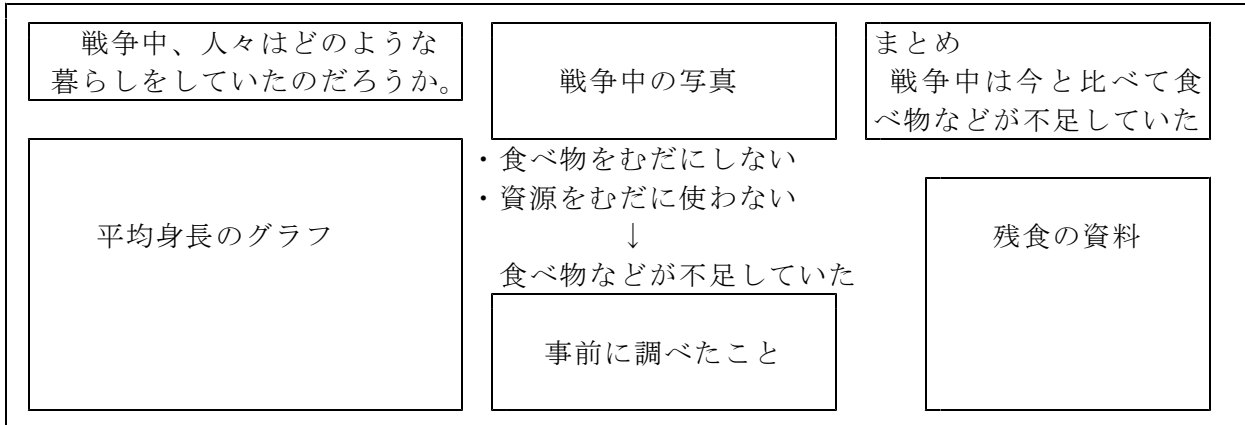 戦争中、人々はどのような
暮らしをしていたのだろうか。
平均身長のグラフ
戦争中の写真
・食べ物をむだにしない
・資源をむだに使わない
↓
食べ物などが不足していた
事前に調べたこと
まとめ
戦争中は今と比べて食
べ物などが不足していた
残食の資料